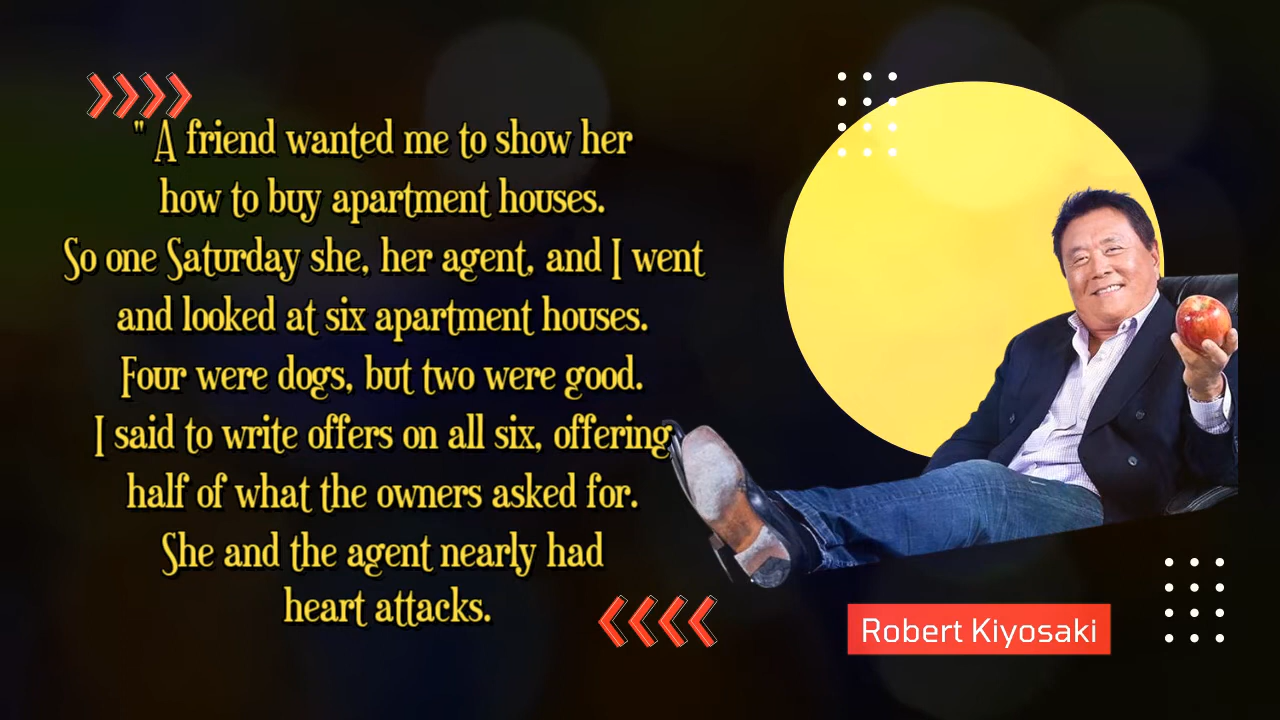 " A friend wanted me to show her
how to buy apartment houses.
So one Saturday she, her agent, and I went
and looked at six apartment houses.
Four were dogs, but two were good.
I said to write offers on all six, offering
half of what the owners asked for.
She and the agent nearly had
heart attacks.
Robert Kiyosaki